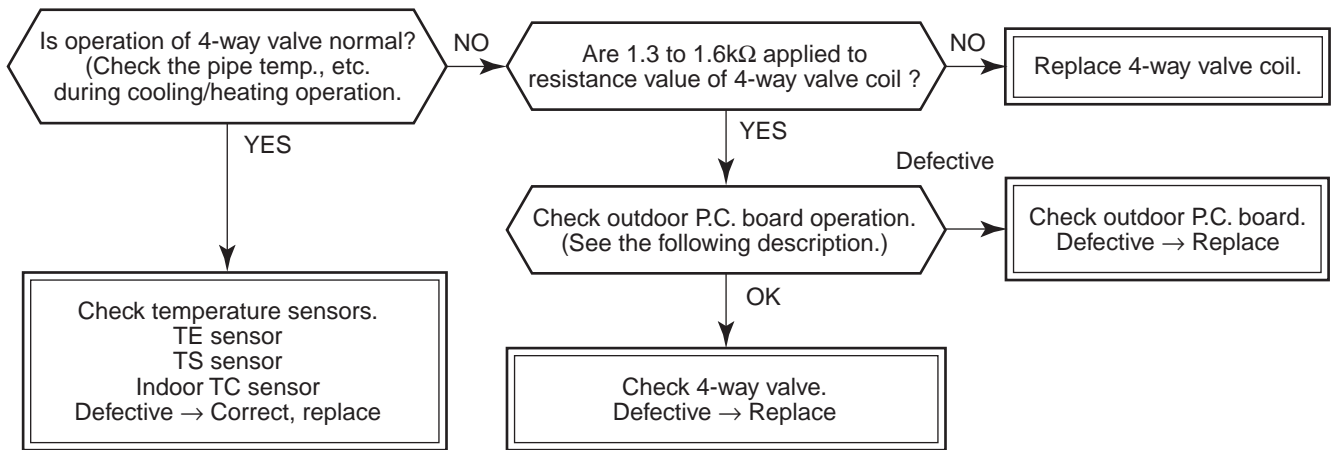 Is operation of 4-way valve normal?
(Check the pipe temp., etc.
during cooling/heating operation.
NO
Are 1.3 to 1.6kΩ applied to
resistance value of 4-way valve coil ?
NO
Replace 4-way valve coil.
YES
YES
Defective
Check outdoor P.C. board operation.
(See the following description.)
Check outdoor P.C. board.
Defective → Replace
OK
Check temperature sensors.
TE sensor
TS sensor
Indoor TC sensor
Defective → Correct, replace
Check 4-way valve.
Defective → Replace